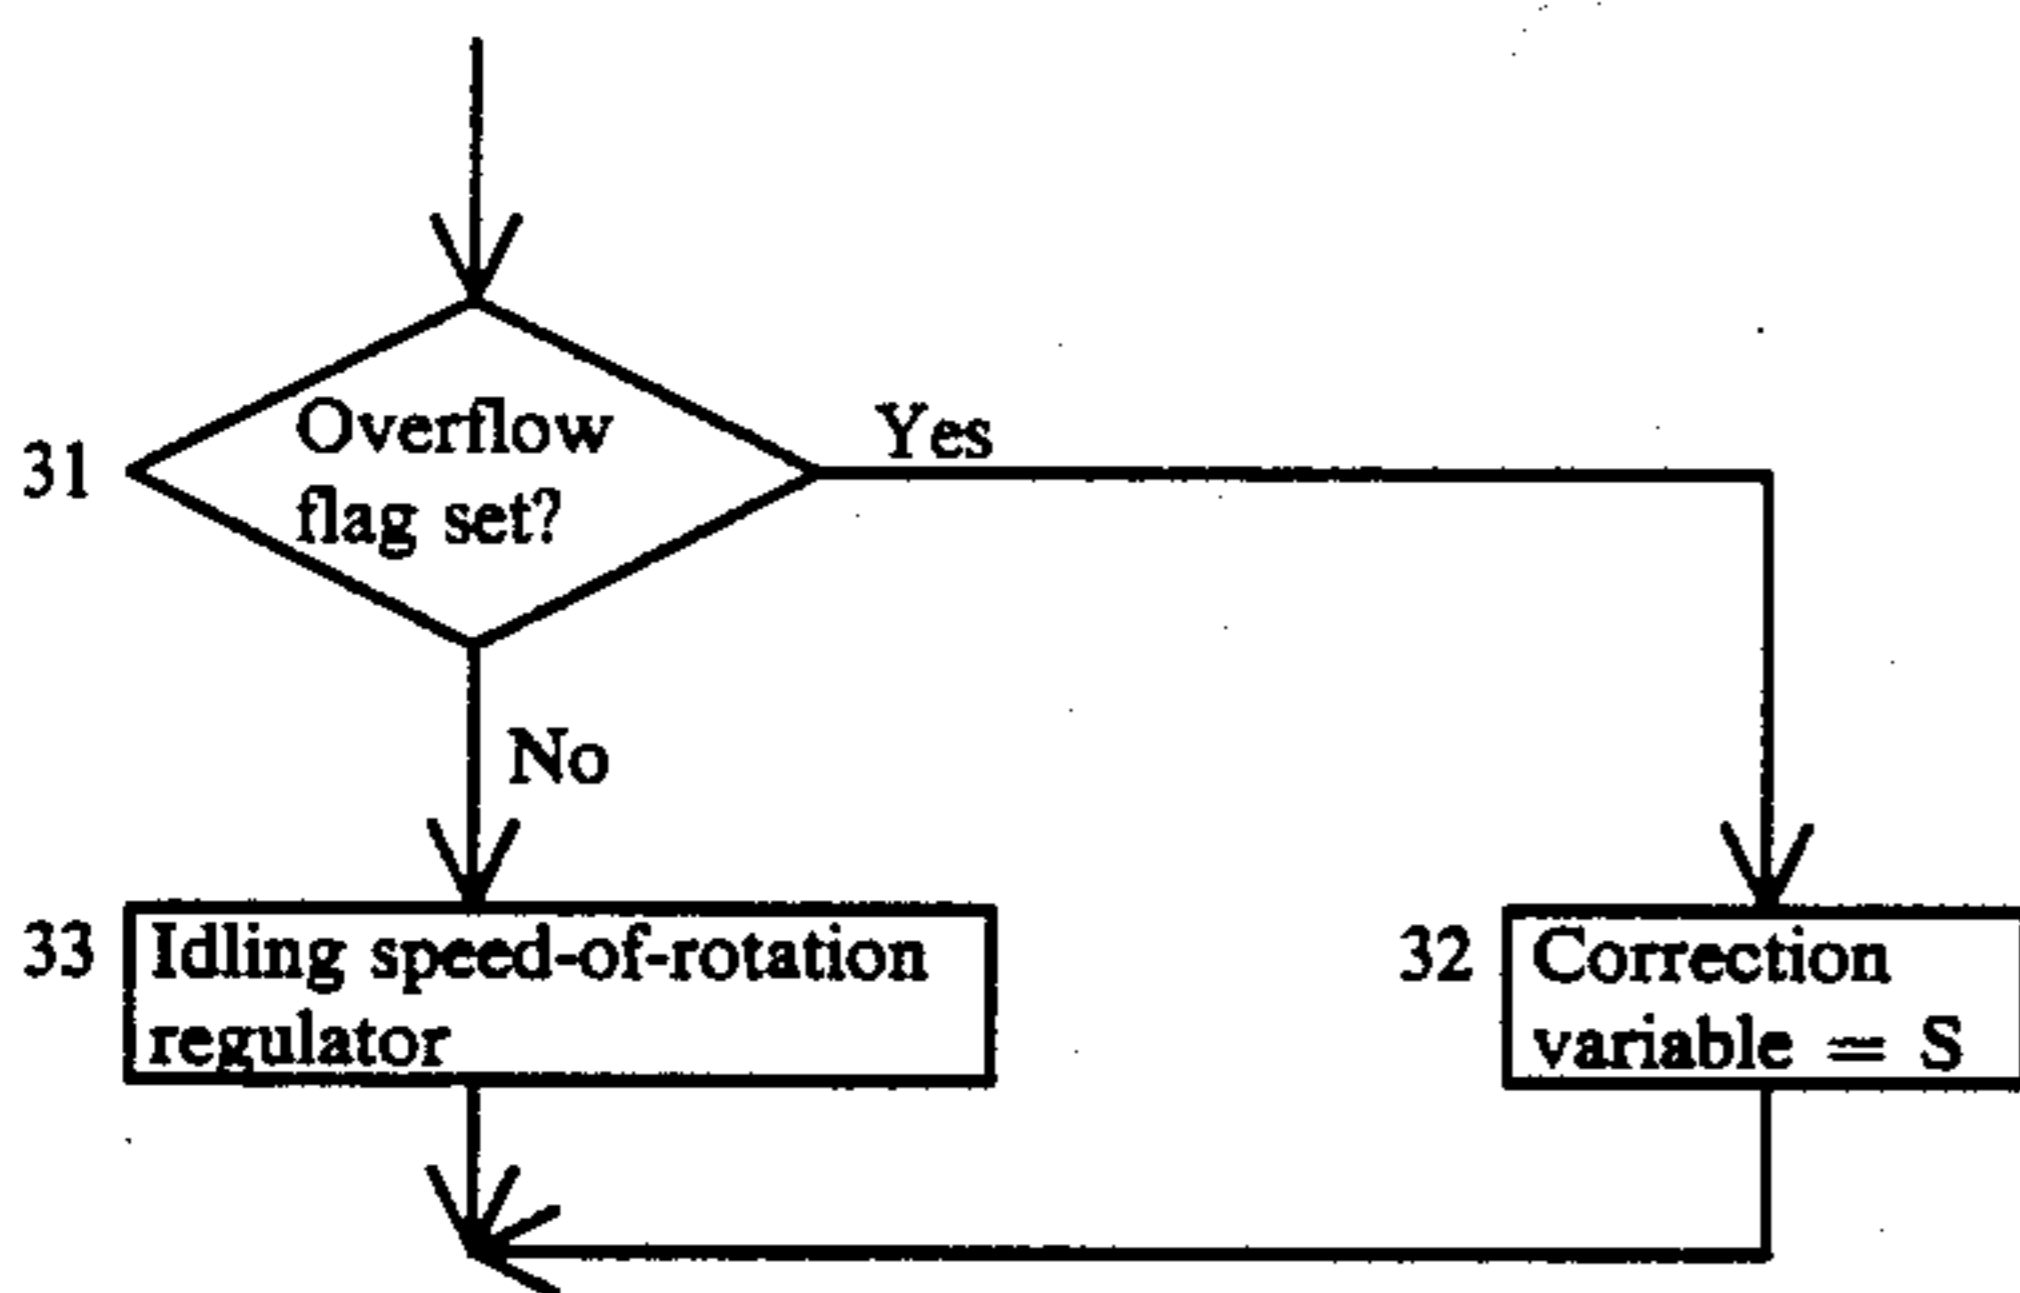 31
Overflow
flag set?
Yes
No
33
Idling speed-of-rotation
regulator
32
Correction
variable = S